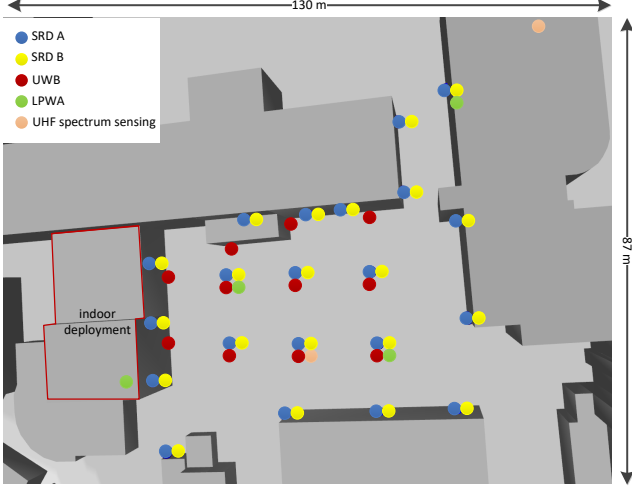 130 m
SRD A
SRD B
UWB
LPWA
UHF spectrum sensing
87 m
indoor
deployment